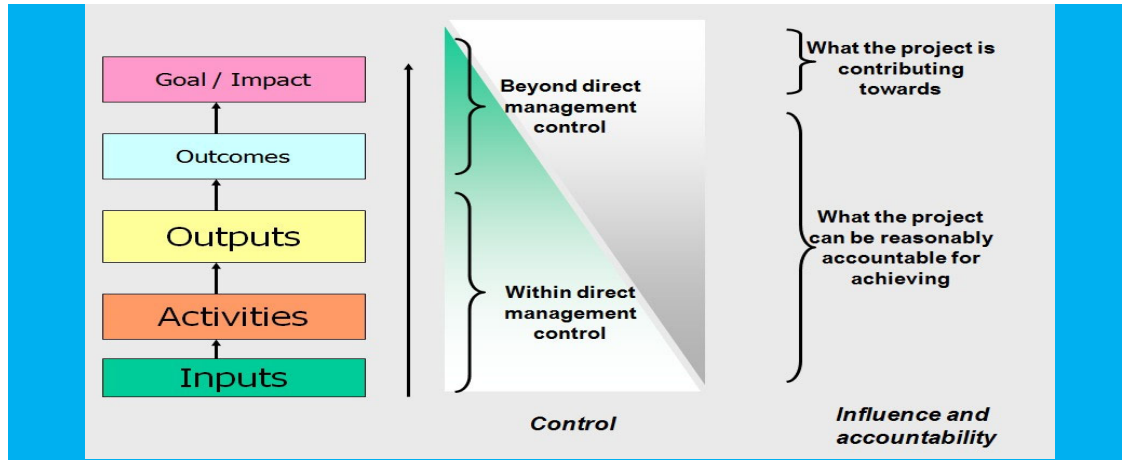 Goal / Impact
Outcomes
Outputs
Activities
Inputs
Beyond direct
management
control
Within direct
management
control
Control
What the project is
contributing
towards
What the project
can be reasonably
accountable for
achieving
Influence and
accountability